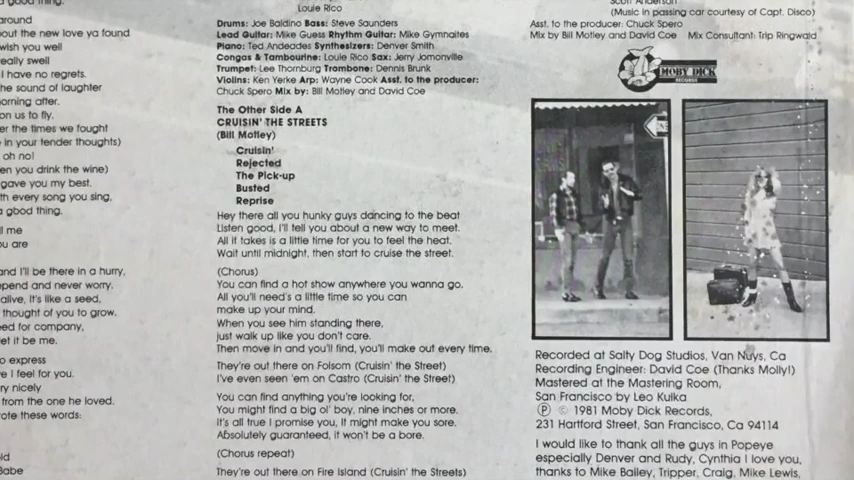 a good thing.
around
out the new love ya found
wish you well
really swell
I have no regrets.
he sound of laughter
orning after.
on us to fly.
er the times we fought
in your tender thoughts)
oh no!
en you drink the wine)
gave you my best.
th every song you sing,
a good thing.
ll me
ou are
and I'll be there in a hurry,
epend and never worry.
alive, It's like a seed,
thought of you to grow.
ed for company,
et it be me.
o express
e I feel for you.
ry nicely
from the one he loved.
ote these words:
ld
Babe
Louie Rico
Drums: Joe Baldino Bass: Steve Saunders
Lead Guitar: Mike Guess Rhythm Guitar: Mike Gymnaites
Piano: Ted Andeades Synthesizers: Denver Smith
Congas & Tambourine: Louie Rico Sax: Jerry Jomonville
Trumpet: Lee Thornburg Trombone: Dennis Brunk
Violins: Ken Yerke Arp: Wayne Cook Asst. to the producer:
Chuck Spero Mix by: Bill Motley and David Coe
The Other Side A
CRUISIN' THE STREETS
(Bill Motley)
Cruisin'
Rejected
The Pick-up
Busted
Reprise
Hey there all you hunky guys dancing to the beat
Listen good, I'll tell you about a new way to meet.
All it takes is a little time for you to feel the heat.
Wait until midnight, then start to cruise the street.
(Chorus)
You can find a hot show anywhere you wanna go.
All you'll need's a little time so you can
make up your mind.
When you see him standing there,
just walk up like you don't care.
Then move in and you'll find, you'll make out every time.
They're out there on Folsom (Cruisin' the Street)
I've even seen 'em on Castro (Cruisin' the Street)
You can find anything you're looking for,
You might find a big ol' boy, nine inches or more.
It's all true I promise you, It might make you sore.
Absolutely guaranteed, it won't be a bore.
(Chorus repeat)
They're out there on Fire Island (Cruisin' the Streets)
Scott Anderson
(Music in passing car courtesy of Capt. Disco)
Asst. to the producer: Chuck Spero
Mix by Bill Motley and David Coe Mix Consultant: Trip Ringwald
MOBY DICK
RECORDS
Recorded at Salty Dog Studios, Van Nuys, Ca
Recording Engineer: David Coe (Thanks Molly!)
Mastered at the Mastering Room,
San Francisco by Leo Kulka
Ⓟ © 1981 Moby Dick Records,
231 Hartford Street, San Francisco, Ca 94114
I would like to thank all the guys in Popeye
especially Denver and Rudy, Cynthia I love you,
thanks to Mike Bailey, Tripper, Craig, Mike Lewis,